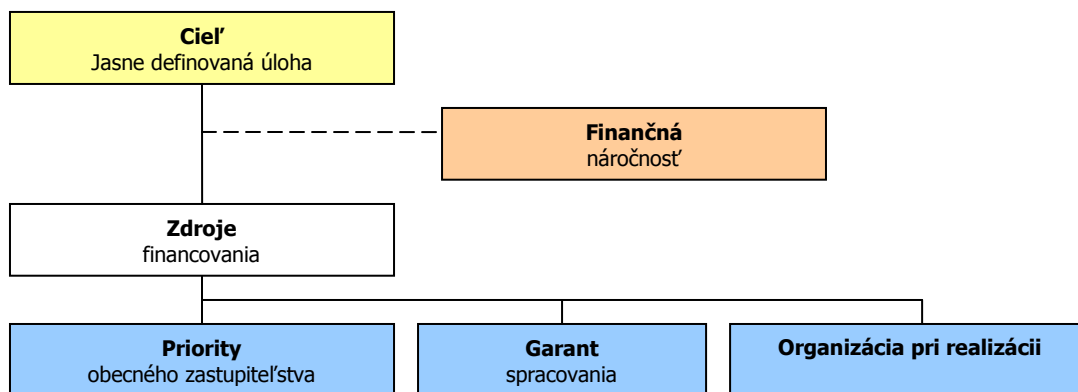 Cieľ
Jasne definovaná úloha
Finančná
náročnosť
Zdroje
financovania
Priority
obecného zastupiteľstva
Garant
spracovania
Organizácia pri realizácii